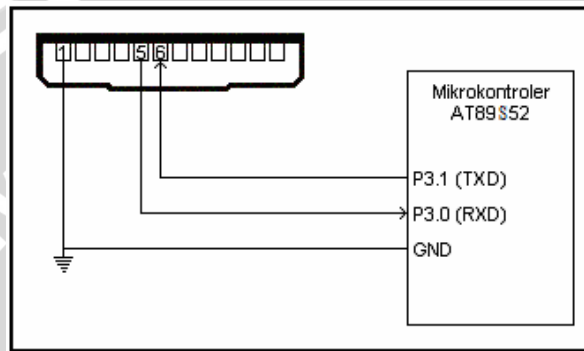 1 5 6
Mikrokontroler
AT89S52
P3.1 (TXD)
P3.0 (RXD)
GND